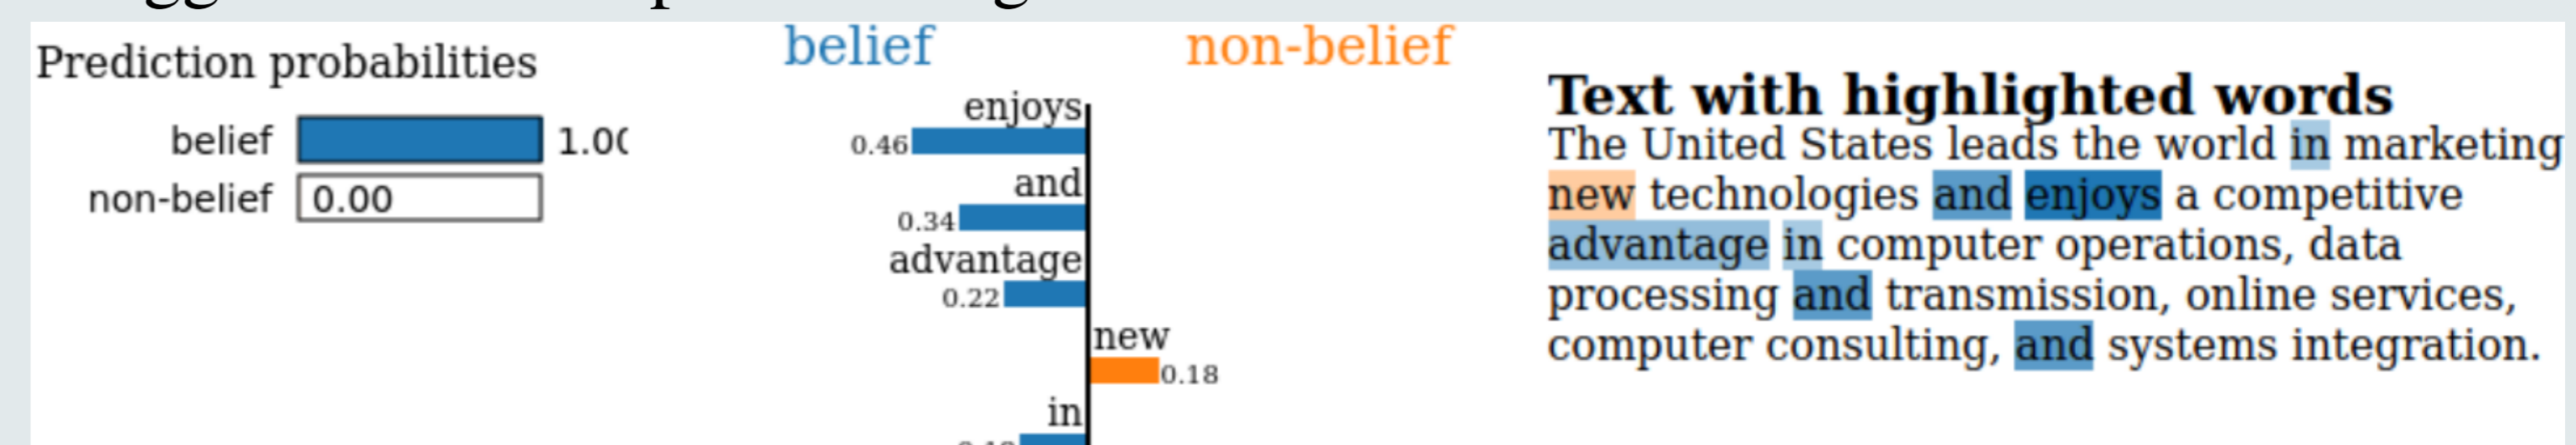 Prediction probabilities
belief 1.00
non-belief 0.00
belief non-belief
enjoys
0.46
and
0.34
advantage
0.22
new
0.18
in
Text with highlighted words
The United States leads the world in marketing
new technologies and enjoys a competitive
advantage in computer operations, data
processing and transmission, online services,
computer consulting, and systems integration.